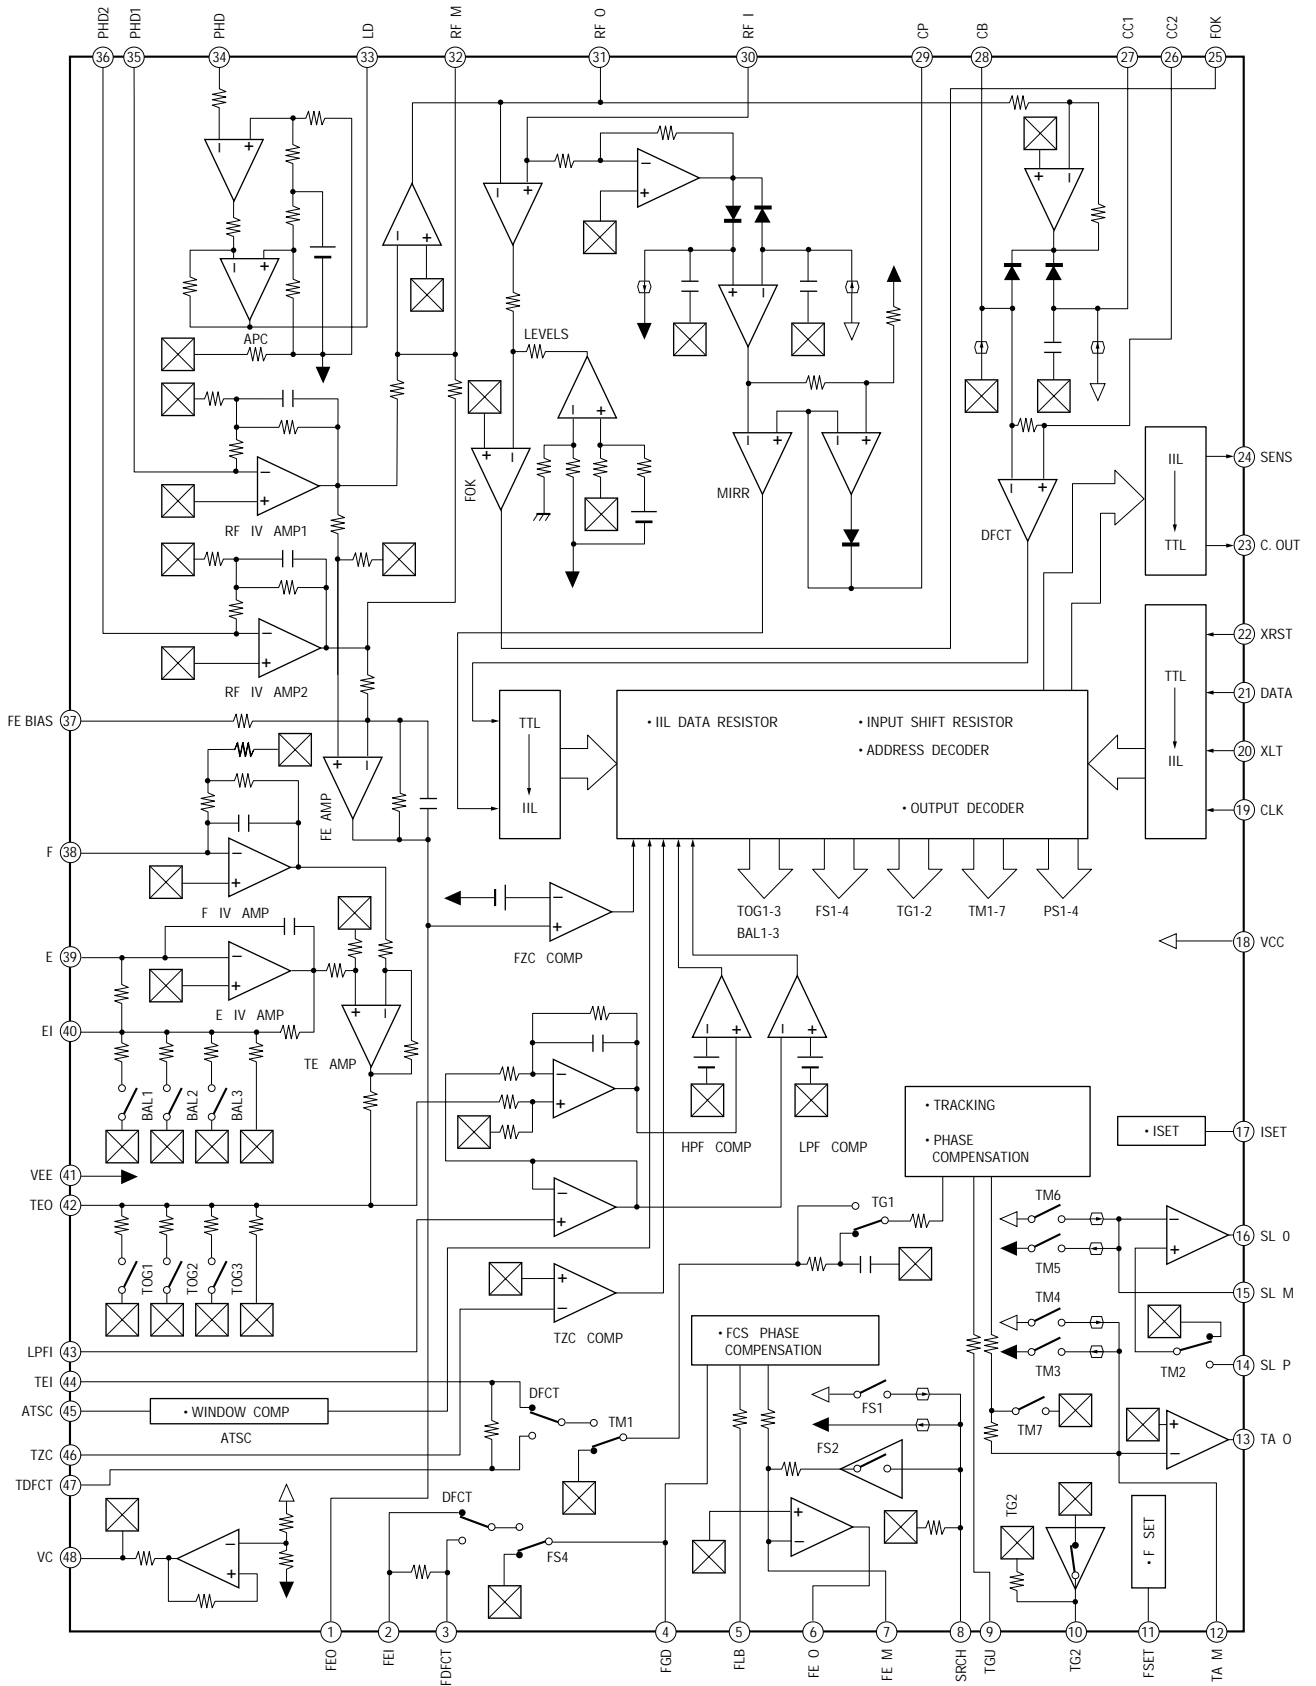 PHD2
PHD1
PHD
LD
RF M
RF O
RF I
CP
CB
CC1
CC2
FOK
36
35
34
33
32
31
30
29
28
27
26
25
APC
LEVELS
RF IV AMP1
FOK
MIRR
DFCT
IIL
TTL
24 SENS
23 C. OUT
RF IV AMP2
TTL
IIL
22 XRST
21 DATA
20 XLT
19 CLK
FE BIAS 37
TTL
IIL
• IIL DATA RESISTOR
• INPUT SHIFT RESISTOR
• ADDRESS DECODER
• OUTPUT DECODER
FE AMP
F 38
F IV AMP
TOG1-3
BAL1-3
FS1-4
TG1-2
TM1-7
PS1-4
FZC COMP
18 VCC
E 39
E IV AMP
EI 40
TE AMP
BAL1
BAL2
BAL3
HPF COMP
LPF COMP
• TRACKING
• PHASE
COMPENSATION
• ISET
17 ISET
VEE 41
TEO 42
TOG1
TOG2
TOG3
TG1
TM6
TM5
16 SL O
15 SL M
TZC COMP
TM4
TM3
TM2
14 SL P
LPFI 43
• FCS PHASE
COMPENSATION
TEI 44
ATSC 45
• WINDOW COMP
ATSC
DFCT
TM1
FS1
FS2
TM7
13 TA O
TZC 46
TDFCT 47
VC 48
DFCT
FS4
TG2
• F SET
1
2
3
4
5
6
7
8
9
10
11
12
FEO
FEI
FDFCT
FGD
FLB
FE O
FE M
SRCH
TGU
TG2
FSET
TA M